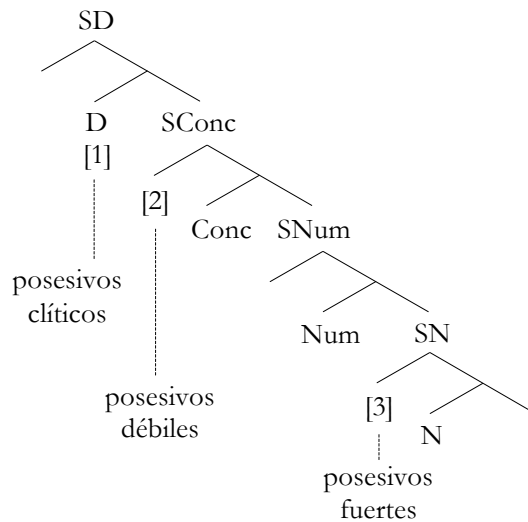 SD
D SConc
[1]
[2] Conc SNum
posesivos
clíticos
Num SN
posesivos
débiles
[3] N
posesivos
fuertes